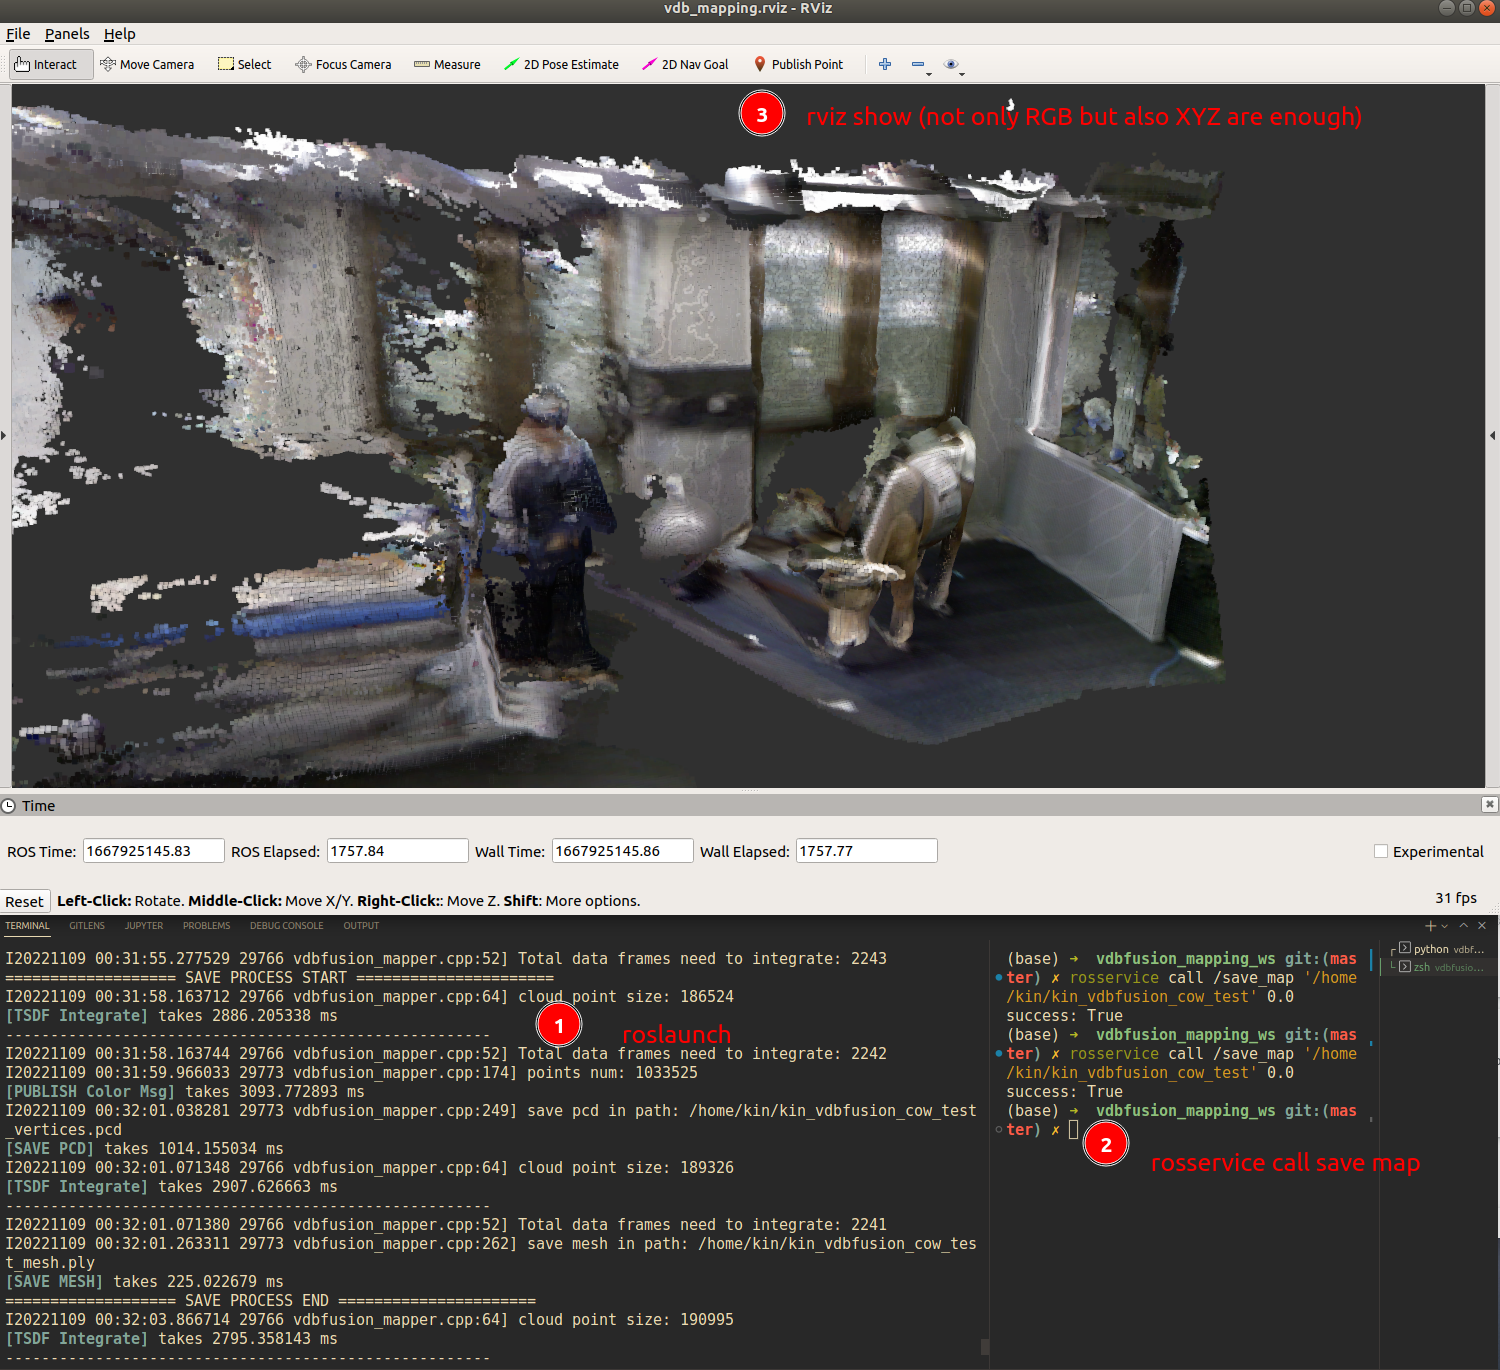 vdb_mapping.rviz - RViz
File Panels Help
Interact Move Camera Select Focus Camera Measure 2D Pose Estimate 2D Nav Goal Publish Point
3 rviz show (not only RGB but also XYZ are enough)
Time
ROS Time: 1667925145.83 ROS Elapsed: 1757.84 Wall Time: 1667925145.86 Wall Elapsed: 1757.77 Experimental
Reset Left-Click: Rotate. Middle-Click: Move X/Y. Right-Click:: Move Z. Shift: More options. 31 fps
TERMINAL GITLENS JUPYTER PROBLEMS DEBUG CONSOLE OUTPUT
I20221109 00:31:55.277529 29766 vdbfusion_mapper.cpp:52] Total data frames need to integrate: 2243
=================== SAVE PROCESS START ======================
I20221109 00:31:58.163712 29766 vdbfusion_mapper.cpp:64] cloud point size: 186524
[TSDF Integrate] takes 2886.205338 ms
------------------------------------------------------
I20221109 00:31:58.163744 29766 vdbfusion_mapper.cpp:52] Total data frames need to integrate: 2242
I20221109 00:31:59.966033 29773 vdbfusion_mapper.cpp:174] points num: 1033525
[PUBLISH Color Msg] takes 3093.772893 ms
I20221109 00:32:01.038281 29773 vdbfusion_mapper.cpp:249] save pcd in path: /home/kin/kin_vdbfusion_cow_test
_vertices.pcd
[SAVE PCD] takes 1014.155034 ms
I20221109 00:32:01.071348 29766 vdbfusion_mapper.cpp:64] cloud point size: 189326
[TSDF Integrate] takes 2907.626663 ms
------------------------------------------------------
I20221109 00:32:01.071380 29766 vdbfusion_mapper.cpp:52] Total data frames need to integrate: 2241
I20221109 00:32:01.263311 29773 vdbfusion_mapper.cpp:262] save mesh in path: /home/kin/kin_vdbfusion_cow_tes
t_mesh.ply
[SAVE MESH] takes 225.022679 ms
=================== SAVE PROCESS END ======================
I20221109 00:32:03.866714 29766 vdbfusion_mapper.cpp:64] cloud point size: 190995
[TSDF Integrate] takes 2795.358143 ms
------------------------------------------------------
1 roslaunch
(base) ➜ vdbfusion_mapping_ws git:(mas
ter) ✗ rosservice call /save_map '/home
/kin/kin_vdbfusion_cow_test' 0.0
success: True
(base) ➜ vdbfusion_mapping_ws git:(mas
ter) ✗ rosservice call /save_map '/home
/kin/kin_vdbfusion_cow_test' 0.0
success: True
(base) ➜ vdbfusion_mapping_ws git:(mas
ter) ✗
2 rosservice call save map
python vdbf...
zsh vdbfusio...